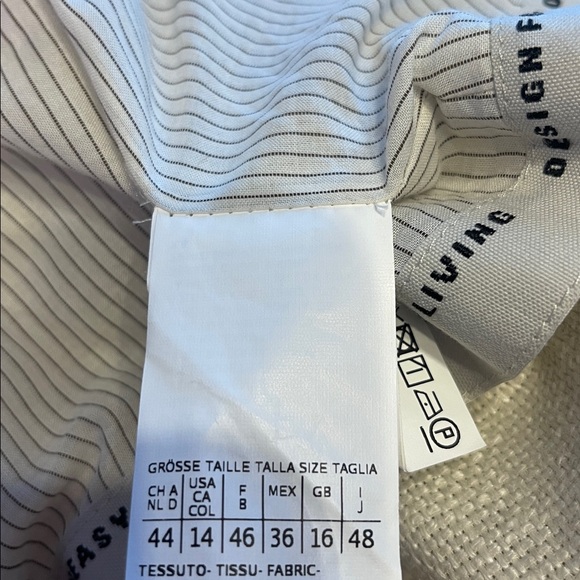 DESIGN F
LIVING
EASY
P
GRÖSSE TAILLE TALLA SIZE TAGLIA
CH A USA F MEX GB I
NL D CA B J
COL
44 14 46 36 16 48
TESSUTO- TISSU- FABRIC-